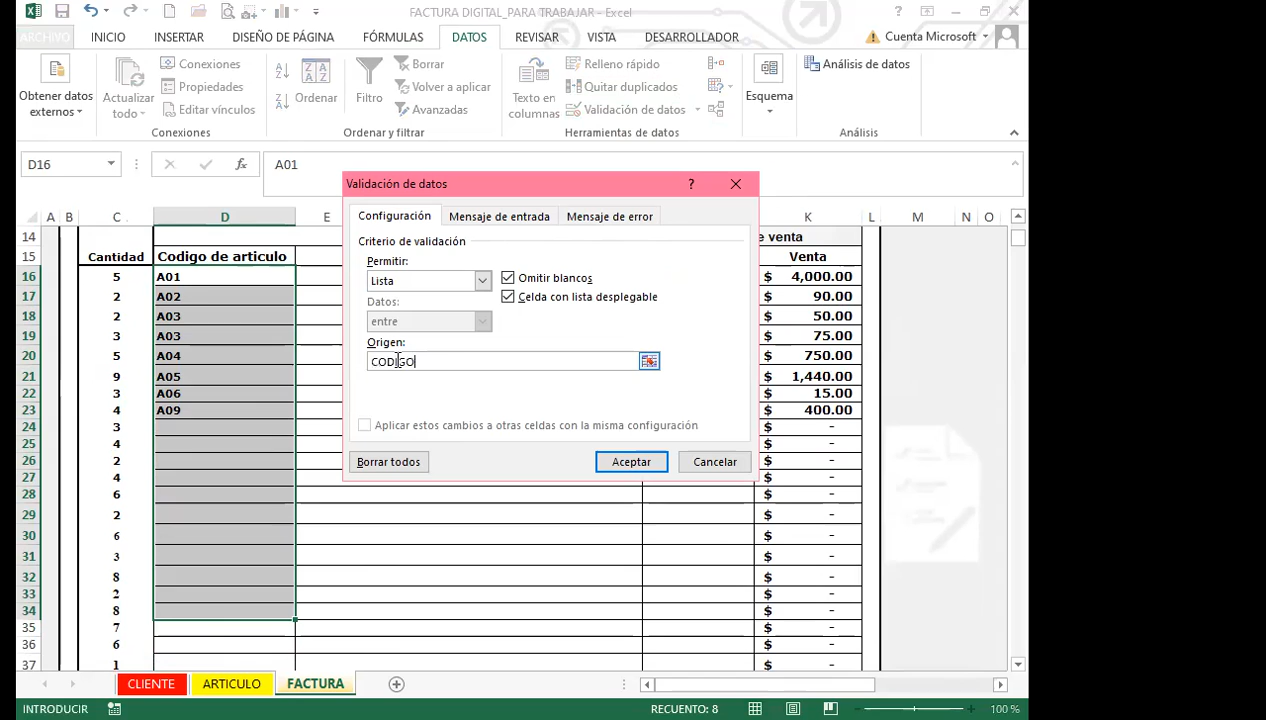 FACTURA DIGITAL_PARA TRABAJAR - Excel
ARCHIVO INICIO INSERTAR DISEÑO DE PÁGINA FÓRMULAS DATOS REVISAR VISTA DESARROLLADOR Cuenta Microsoft
Obtener datos externos
Actualizar todo
Conexiones
Propiedades
Editar vínculos
Conexiones
Ordenar
Filtro
Borrar
Volver a aplicar
Avanzadas
Ordenar y filtrar
Texto en columnas
Relleno rápido
Quitar duplicados
Validación de datos
Herramientas de datos
Esquema
Análisis de datos
Análisis
D16 fx A01
Validación de datos ?
Configuración Mensaje de entrada Mensaje de error
Criterio de validación
Permitir:
Lista
Omitir blancos
Datos:
Celda con lista desplegable
entre
Origen:
CODIGO
Aplicar estos cambios a otras celdas con la misma configuración
Borrar todos Aceptar Cancelar
A B C D E K L M N O
14 e venta
15 Cantidad Codigo de articulo Venta
16 5 A01 $ 4,000.00
17 2 A02 $ 90.00
18 2 A03 $ 50.00
19 3 A03 $ 75.00
20 5 A04 $ 750.00
21 9 A05 $ 1,440.00
22 3 A06 $ 15.00
23 4 A09 $ 400.00
24 3 $ -
25 4 $ -
26 2 $ -
27 4 $ -
28 6 $ -
29 2 $ -
30 6 $ -
31 3 $ -
32 8 $ -
33 2 $ -
34 8 $ -
35 7 $ -
36 6 $ -
37 1 $ -
CLIENTE ARTICULO FACTURA
INTRODUCIR RECUENTO: 8 100 %